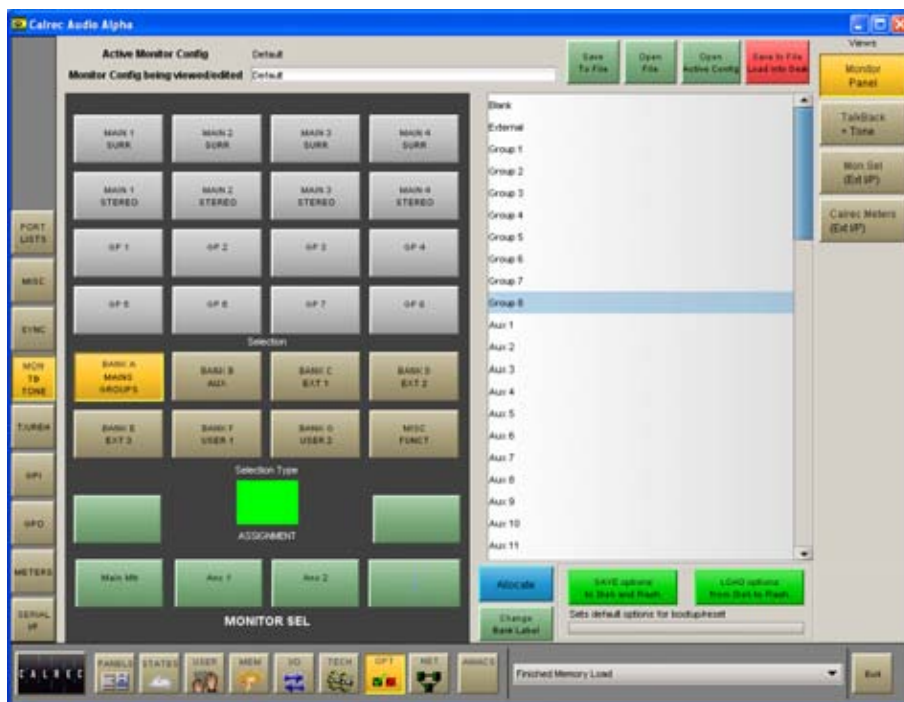 Calrec Audio Alpha
Active Monitor Config Default
Monitor Config being viewed/edited Default
Save To File
Open File
Open Active Config
Save to File Load into Desk
Views
Monitor Panel
TalkBack + Tone
Mon Sel (Ext I/P)
Calrec Meters (Ext I/P)
PORT LISTS
MISC
SYNC
MON TB TONE
GPI
GPO
METERS
SERIAL I/F
MAIN 1 SURR
MAIN 2 SURR
MAIN 3 SURR
MAIN 4 SURR
MAIN 1 STEREO
MAIN 2 STEREO
MAIN 3 STEREO
MAIN 4 STEREO
GP 1
GP 2
GP 3
GP 4
GP 5
GP 6
GP 7
GP 8
Selection
BANK A MAINS GROUPS
BANK B AUX
BANK C EXT 1
BANK D EXT 2
BANK E EXT 3
BANK F USER 1
BANK G USER 2
MISC FUNCT
Selection Type
ASSIGNMENT
Main Mtr
MONITOR SEL
Blank
External
Group 1
Group 2
Group 3
Group 4
Group 5
Group 6
Group 7
Group 8
Aux 1
Aux 2
Aux 3
Aux 4
Aux 5
Aux 6
Aux 7
Aux 8
Aux 9
Aux 10
Aux 11
Allocate
Change Bank Label
SAVE options to Disk and Flash
LOAD options from Disk to Flash
Sets default options for bootup/reset
CALREC
PANELS
STATES
USER
MEM
I/O
TECH
OPT
NET
AWACS
Finished Memory Load
Exit